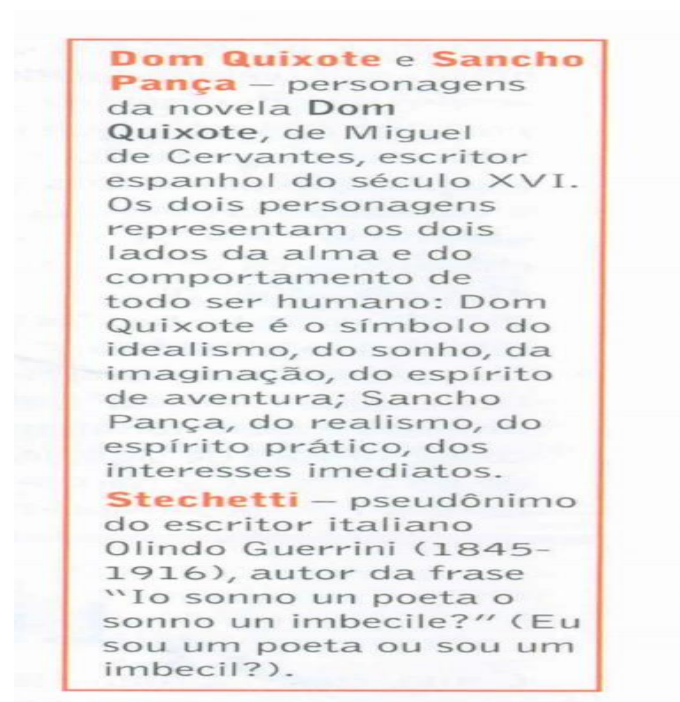 Dom Quixote e Sancho
Pança – personagens
da novela Dom
Quixote, de Miguel
de Cervantes, escritor
espanhol do século XVI.
Os dois personagens
representam os dois
lados da alma e do
comportamento de
todo ser humano: Dom
Quixote é o símbolo do
idealismo, do sonho, da
imaginação, do espírito
de aventura; Sancho
Pança, do realismo, do
espírito prático, dos
interesses imediatos.
Stechetti – pseudônimo
do escritor italiano
Olindo Guerrini (1845-
1916), autor da frase
“Io sonno un poeta o
sonno un imbecile?” (Eu
sou um poeta ou sou um
imbecil?).